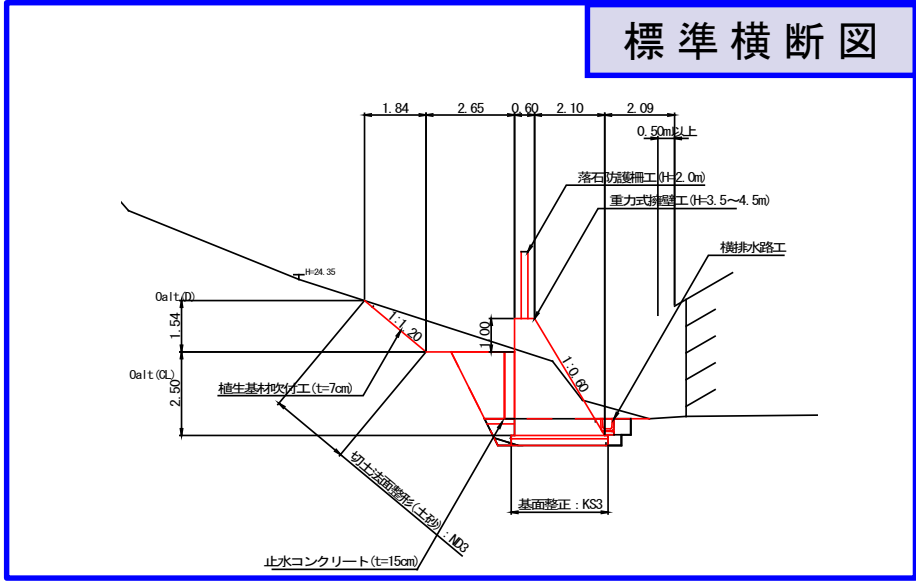 標準横断図
1.84
2.65
0.60
2.10
2.09
0.50m以上
落石防護柵工(H=2.0m)
重力式擁壁工(H=3.5～4.5m)
横排水路工
H=24.35
Oalt(D)
1.54
1:1.20
1.00
1:0.60
Oalt(CL)
2.50
植生基材吹付工(t=7cm)
切土法面整形(土砂):ND3
基面整正:KS3
止水コンクリート(t=15cm)